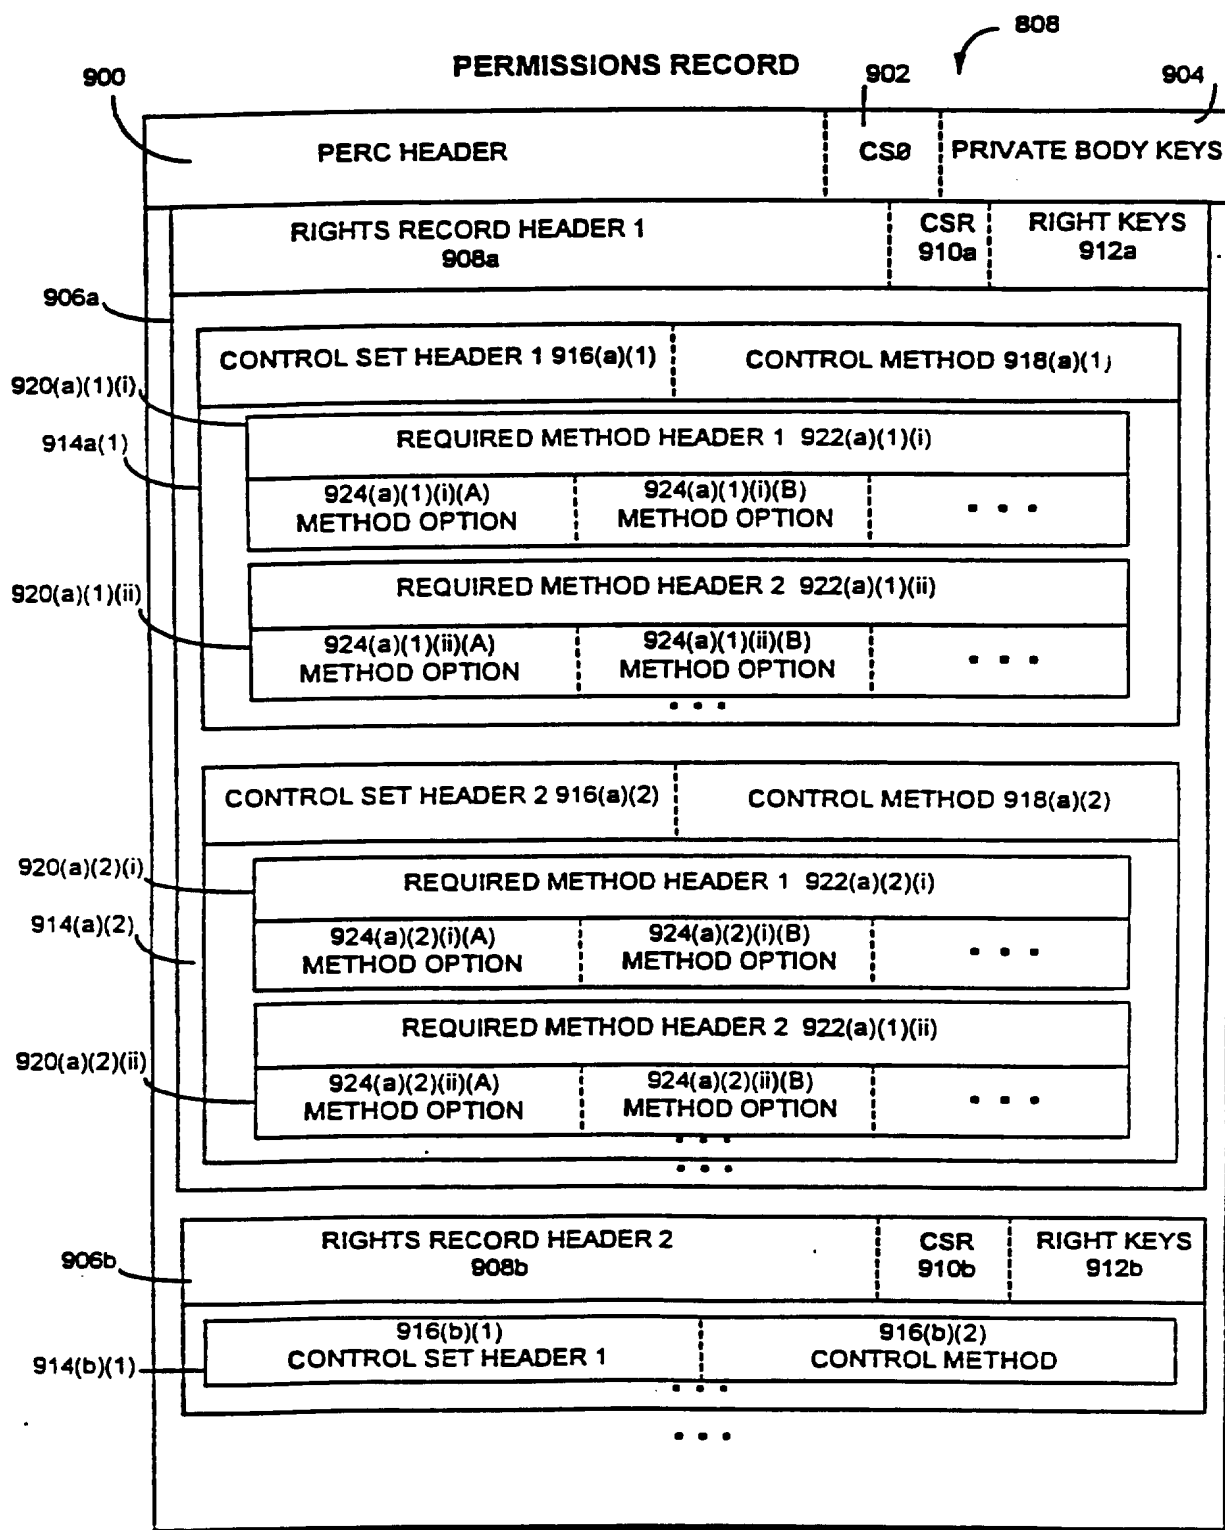 808
PERMISSIONS RECORD
900
902
904
PERC HEADER
CS0
PRIVATE BODY KEYS
RIGHTS RECORD HEADER 1
908a
CSR
910a
RIGHT KEYS
912a
906a
CONTROL SET HEADER 1 916(a)(1)
CONTROL METHOD 918(a)(1)
920(a)(1)(i)
914a(1)
REQUIRED METHOD HEADER 1 922(a)(1)(i)
924(a)(1)(i)(A)
METHOD OPTION
924(a)(1)(i)(B)
METHOD OPTION
...
920(a)(1)(ii)
REQUIRED METHOD HEADER 2 922(a)(1)(ii)
924(a)(1)(ii)(A)
METHOD OPTION
924(a)(1)(ii)(B)
METHOD OPTION
...
...
CONTROL SET HEADER 2 916(a)(2)
CONTROL METHOD 918(a)(2)
920(a)(2)(i)
914(a)(2)
REQUIRED METHOD HEADER 1 922(a)(2)(i)
924(a)(2)(i)(A)
METHOD OPTION
924(a)(2)(i)(B)
METHOD OPTION
...
920(a)(2)(ii)
REQUIRED METHOD HEADER 2 922(a)(1)(ii)
924(a)(2)(ii)(A)
METHOD OPTION
924(a)(2)(ii)(B)
METHOD OPTION
...
...
...
906b
RIGHTS RECORD HEADER 2
908b
CSR
910b
RIGHT KEYS
912b
914(b)(1)
916(b)(1)
CONTROL SET HEADER 1
916(b)(2)
CONTROL METHOD
...
...